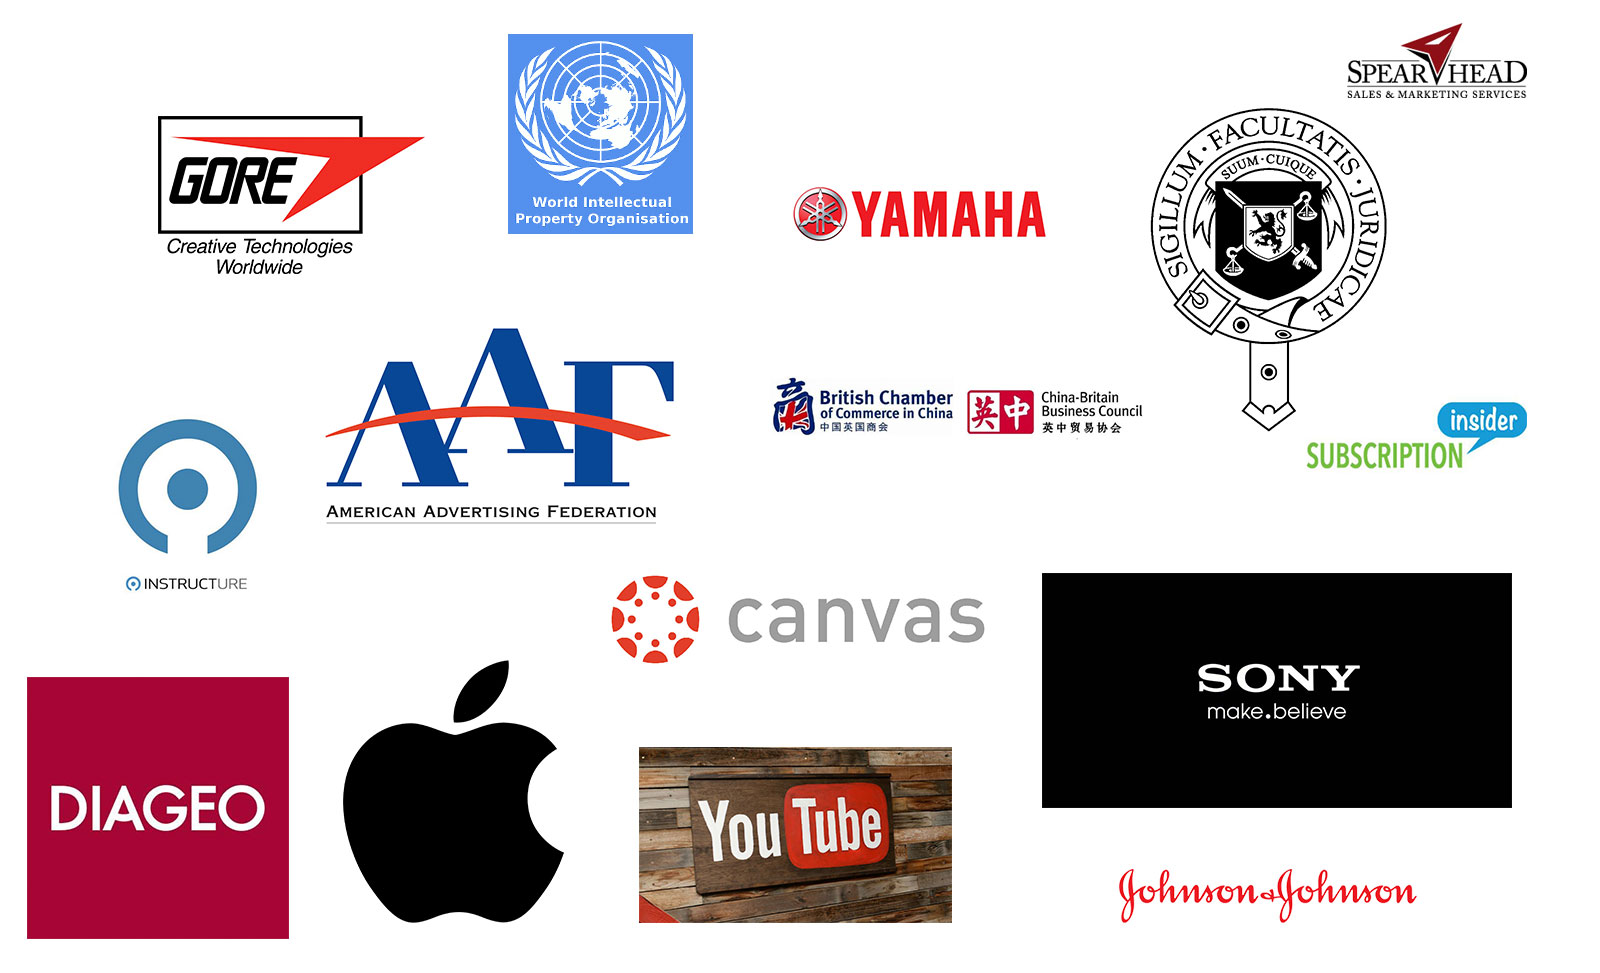 SPEARHEAD
SALES & MARKETING SERVICES
GORE
Creative Technologies
Worldwide
World Intellectual
Property Organisation
YAMAHA
SIGILLUM · FACULTATIS · JURIDICAE
SUUM · CUIQUE
AAF
AMERICAN ADVERTISING FEDERATION
British Chamber
of Commerce in China
中国英国商会
英中
China-Britain
Business Council
英中贸易协会
insider
SUBSCRIPTION
INSTRUCTURE
canvas
SONY
make.believe
DIAGEO
YouTube
Johnson & Johnson